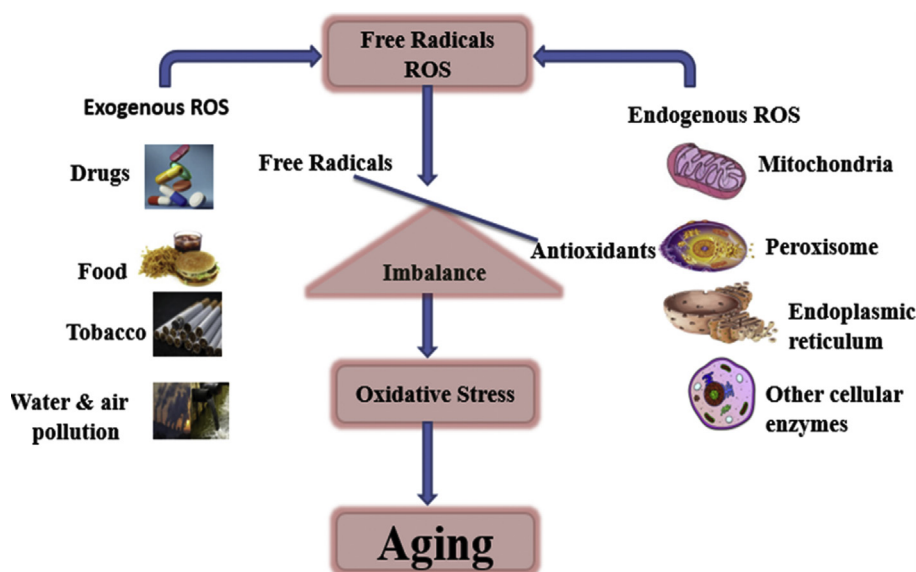 Free Radicals
ROS
Exogenous ROS
Endogenous ROS
Drugs
Free Radicals
Mitochondria
Antioxidants
Peroxisome
Food
Imbalance
Tobacco
Endoplasmic
reticulum
Oxidative Stress
Water & air
pollution
Other cellular
enzymes
Aging